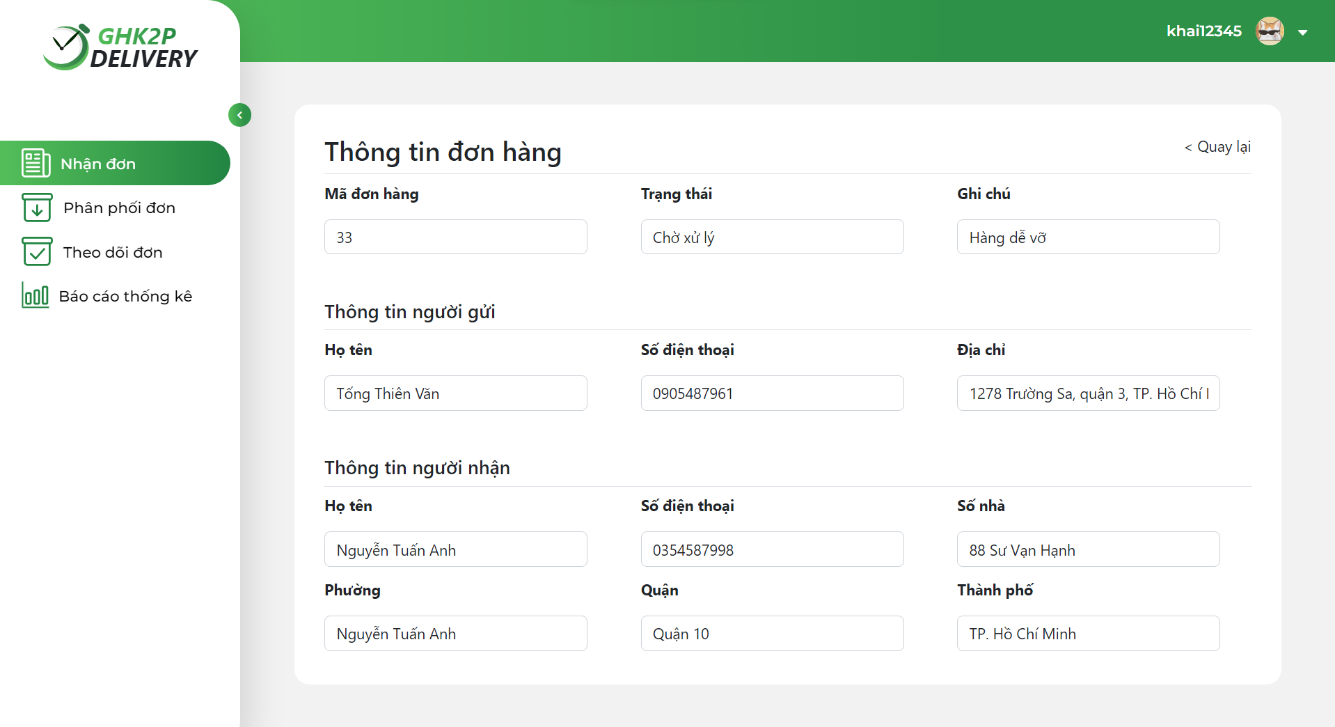 GHK2P
DELIVERY
khai12345
Nhận đơn
Phân phối đơn
Theo dõi đơn
Báo cáo thống kê
Thông tin đơn hàng
< Quay lại
Mã đơn hàng
Trạng thái
Ghi chú
33
Chờ xử lý
Hàng dễ vỡ
Thông tin người gửi
Họ tên
Số điện thoại
Địa chỉ
Tống Thiên Văn
0905487961
1278 Trường Sa, quận 3, TP. Hồ Chí
Thông tin người nhận
Họ tên
Số điện thoại
Số nhà
Nguyễn Tuấn Anh
0354587998
88 Sư Vạn Hạnh
Phường
Quận
Thành phố
Nguyễn Tuấn Anh
Quận 10
TP. Hồ Chí Minh